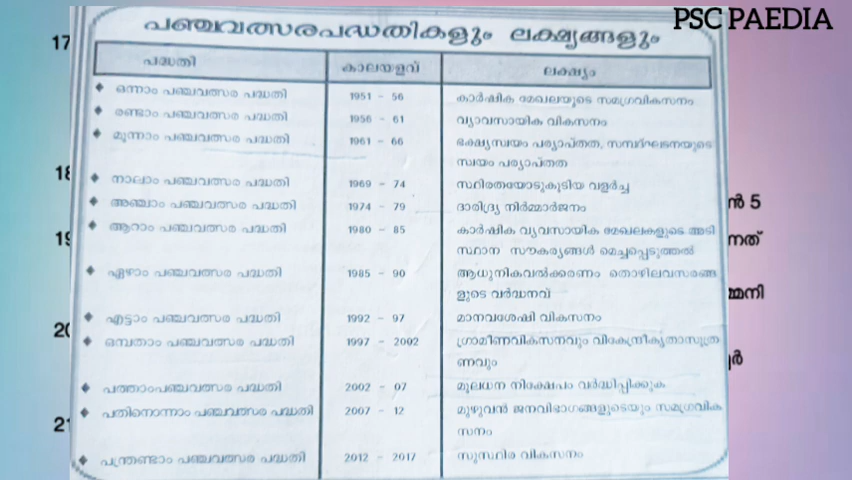 PSC PAEDIA
പഞ്ചവത്സരപദ്ധതികളും ലക്ഷ്യങ്ങളും
പദ്ധതി കാലയളവ് ലക്ഷ്യം
ഒന്നാം പഞ്ചവത്സര പദ്ധതി 1951 - 56 കാർഷിക മേഖലയുടെ സമഗ്രവികസനം
രണ്ടാം പഞ്ചവത്സര പദ്ധതി 1956 - 61 വ്യാവസായിക വികസനം
മൂന്നാം പഞ്ചവത്സര പദ്ധതി 1961 - 66 ഭക്ഷ്യസ്വയം പര്യാപ്തത, സമ്പദ്ഘടനയുടെ
സ്വയം പര്യാപ്തത
നാലാം പഞ്ചവത്സര പദ്ധതി 1969 - 74 സ്ഥിരതയോടുകൂടിയ വളർച്ച
അഞ്ചാം പഞ്ചവത്സര പദ്ധതി 1974 - 79 ദാരിദ്ര്യ നിർമ്മാർജനം
ആറാം പഞ്ചവത്സര പദ്ധതി 1980 - 85 കാർഷിക വ്യവസായിക മേഖലകളുടെ അടി
സ്ഥാന സൗകര്യങ്ങൾ മെച്ചപ്പെടുത്തൽ
ഏഴാം പഞ്ചവത്സര പദ്ധതി 1985 - 90 ആധുനികവൽക്കരണം തൊഴിലവസരങ്ങ
ളുടെ വർദ്ധനവ്
എട്ടാം പഞ്ചവത്സര പദ്ധതി 1992 - 97 മാനവശേഷി വികസനം
ഒമ്പതാം പഞ്ചവത്സര പദ്ധതി 1997 - 2002 ഗ്രാമീണവികസനവും വികേന്ദ്രീകൃതാസൂത്ര
ണവും
പത്താംപഞ്ചവത്സര പദ്ധതി 2002 - 07 മൂലധന നിക്ഷേപം വർദ്ധിപ്പിക്കുക
പതിനൊന്നാം പഞ്ചവത്സര പദ്ധതി 2007 - 12 മുഴുവൻ ജനവിഭാഗങ്ങളുടെയും സമഗ്രവിക
സനം
പന്ത്രണ്ടാം പഞ്ചവത്സര പദ്ധതി 2012 - 2017 സുസ്ഥിര വികസനം
17
18
19
ൻ 5
നത്
മ്മനി